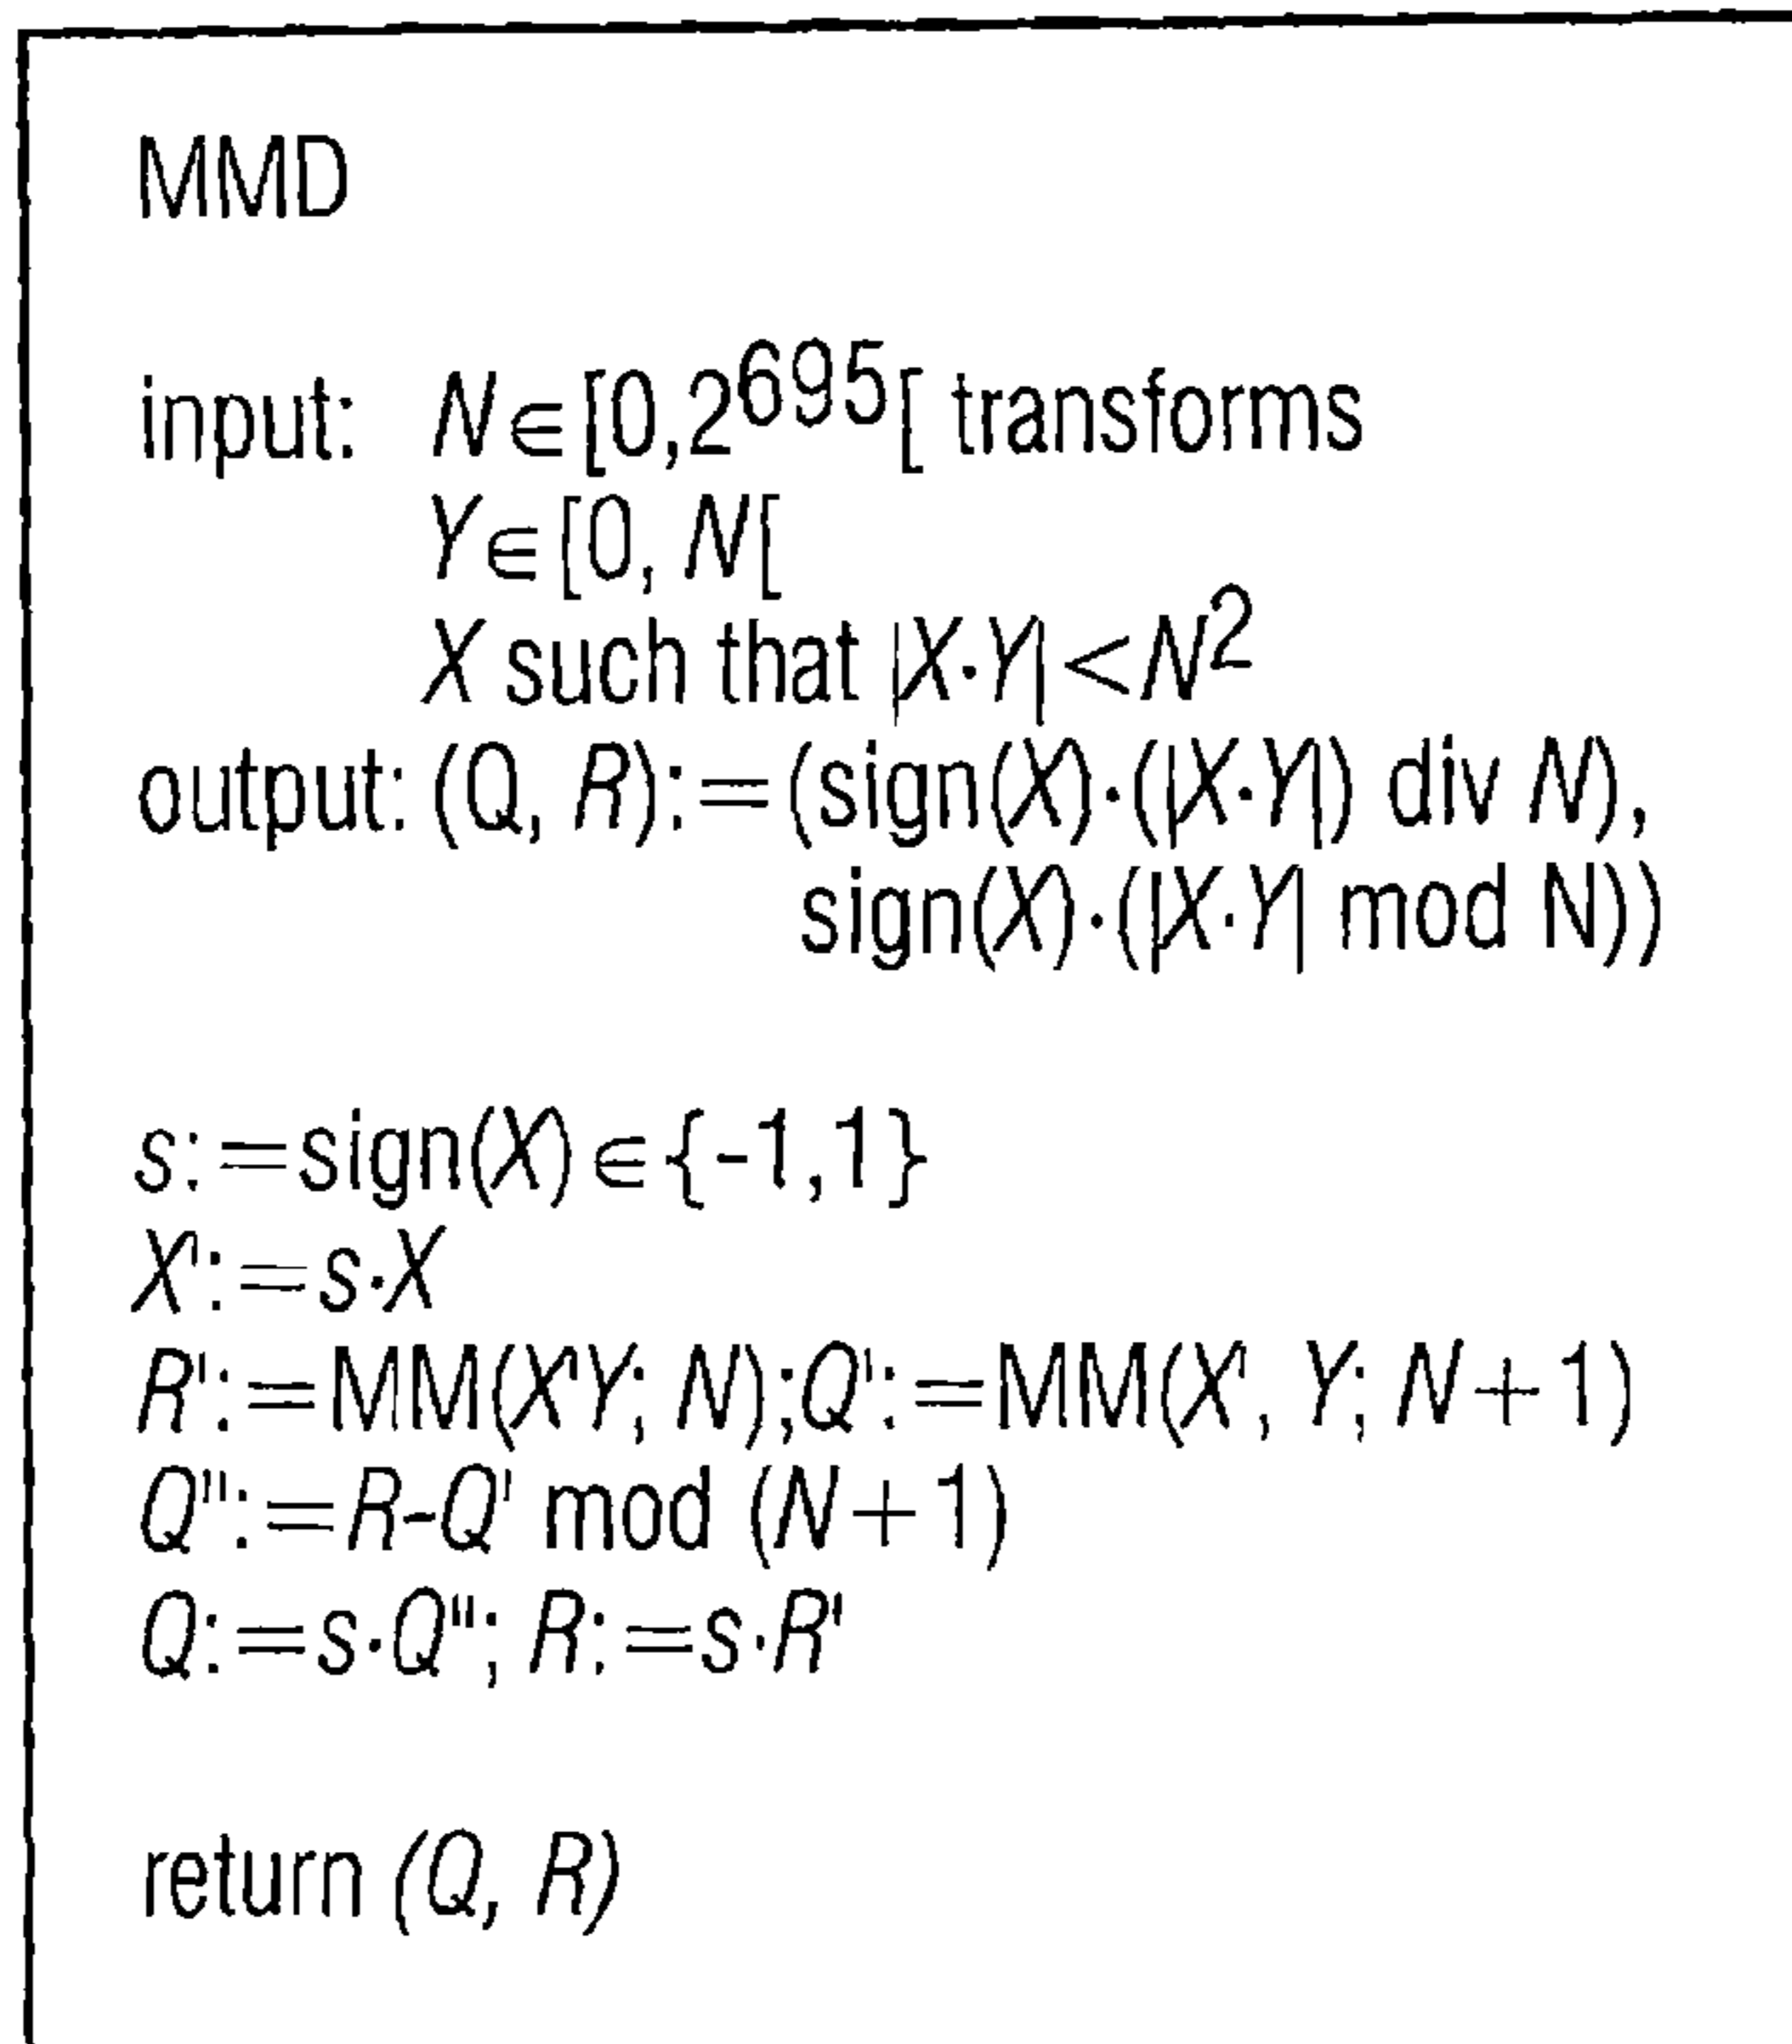 MMD
input: N∈[0,2^695[ transforms
Y∈[0, N[
X such that |X·Y|<N^2
output: (Q, R):=(sign(X)·(|X·Y|) div N),
sign(X)·(|X·Y| mod N))
s:=sign(X)∈{-1,1}
X':=s·X
R':=MM(X'Y; N);Q':=MM(X', Y; N+1)
Q":=R-Q' mod (N+1)
Q:=s·Q"; R:=s·R'
return (Q, R)